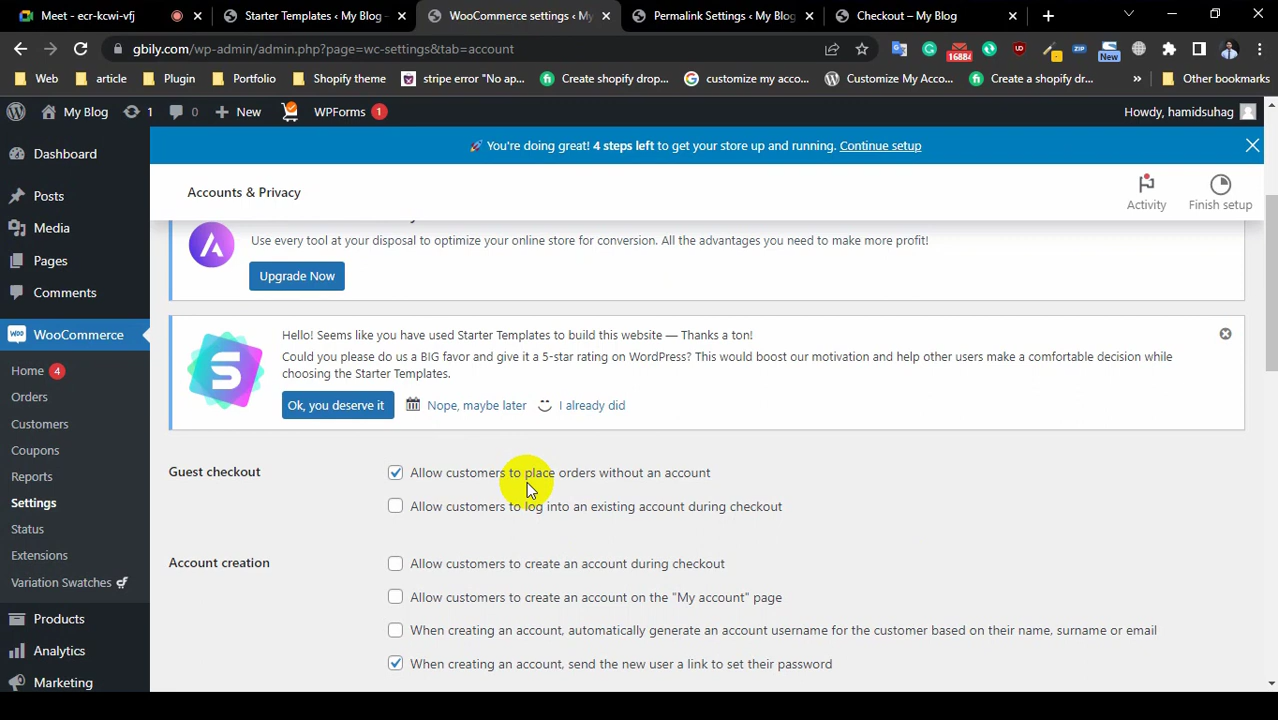 Meet - ecr-kcwi-vfj
Starter Templates ‹ My Blog –
WooCommerce settings ‹ My
Permalink Settings ‹ My Blog
Checkout – My Blog
gbily.com/wp-admin/admin.php?page=wc-settings&tab=account
16884
UD
ZIP
New
Web
article
Plugin
Portfolio
Shopify theme
stripe error "No ap...
Create shopify drop...
customize my acco...
Customize My Acco...
Create a shopify dr...
»
Other bookmarks
My Blog
1
0
New
WPForms 1
Howdy, hamidsuhag
🚀 You're doing great! 4 steps left to get your store up and running. Continue setup
Accounts & Privacy
Activity
Finish setup
Use every tool at your disposal to optimize your online store for conversion. All the advantages you need to make more profit!
Upgrade Now
Hello! Seems like you have used Starter Templates to build this website — Thanks a ton!
Could you please do us a BIG favor and give it a 5-star rating on WordPress? This would boost our motivation and help other users make a comfortable decision while
choosing the Starter Templates.
Ok, you deserve it
Nope, maybe later
I already did
Guest checkout
Allow customers to place orders without an account
Allow customers to log into an existing account during checkout
Account creation
Allow customers to create an account during checkout
Allow customers to create an account on the "My account" page
When creating an account, automatically generate an account username for the customer based on their name, surname or email
When creating an account, send the new user a link to set their password
Dashboard
Posts
Media
Pages
Comments
WooCommerce
Home 4
Orders
Customers
Coupons
Reports
Settings
Status
Extensions
Variation Swatches
Products
Analytics
Marketing